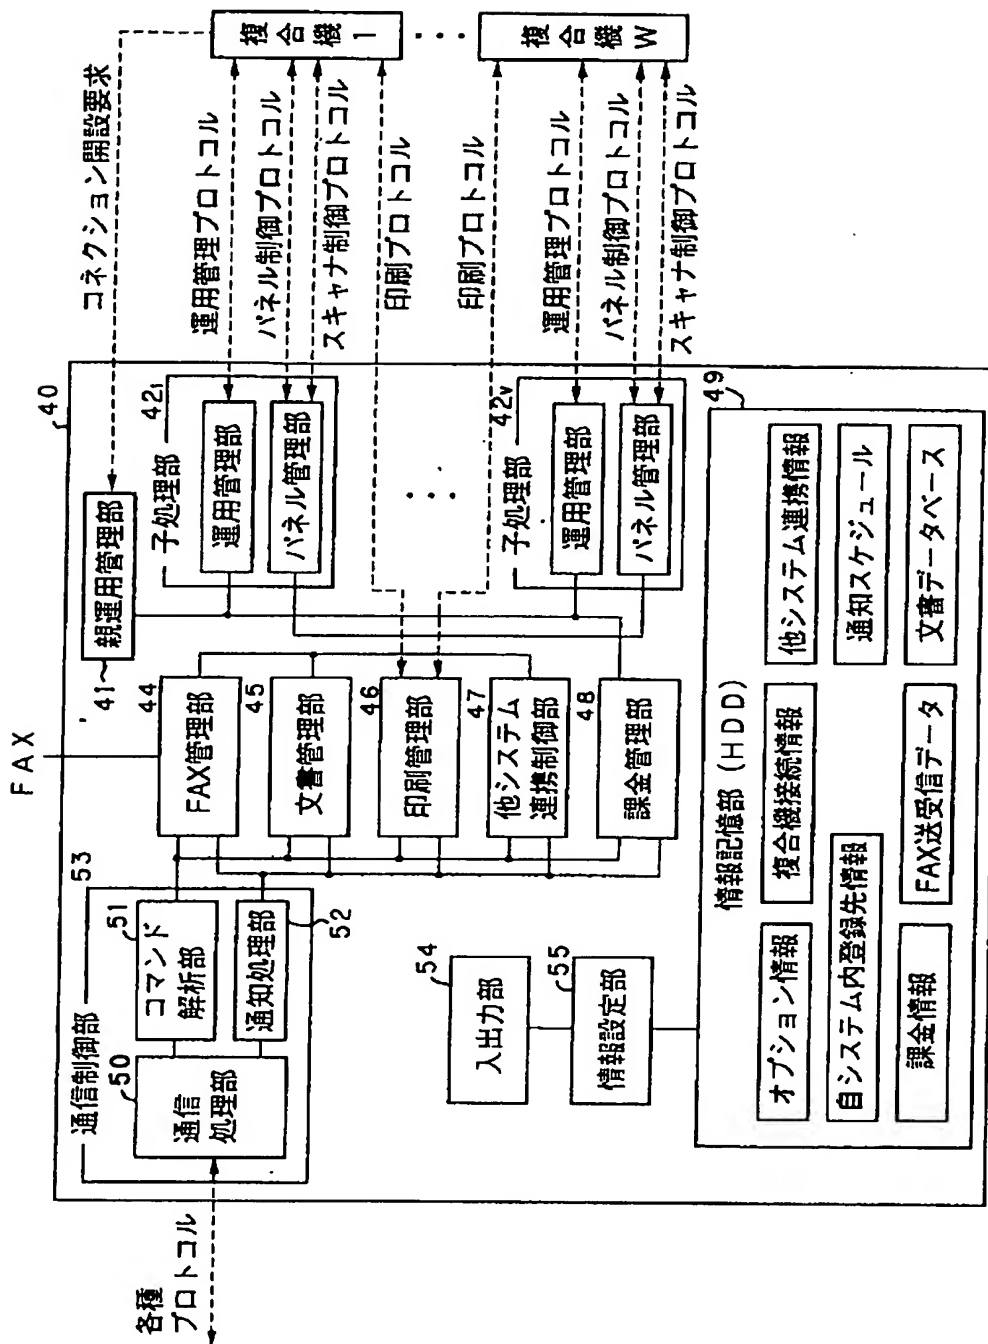 コネクション開設要求
複合機1
・・・
複合機W
運用管理プロトコル
パネル制御プロトコル
スキャナ制御プロトコル
印刷プロトコル
印刷プロトコル
運用管理プロトコル
パネル制御プロトコル
スキャナ制御プロトコル
40
親運用管理部
41
子処理部
42₁
運用管理部
パネル管理部
・・・
子処理部
42v
運用管理部
パネル管理部
FAX
44
FAX管理部
45
文書管理部
46
印刷管理部
47
他システム
連携制御部
48
課金管理部
53
通信制御部
50
通信
処理部
51
コマンド
解析部
通知処理部
52
各種
プロトコル
54
入出力部
55
情報設定部
49
情報記憶部(HDD)
オプション情報
複合機接続情報
他システム連携情報
自システム内登録先情報
通知スケジュール
課金情報
FAX送受信データ
文書データベース